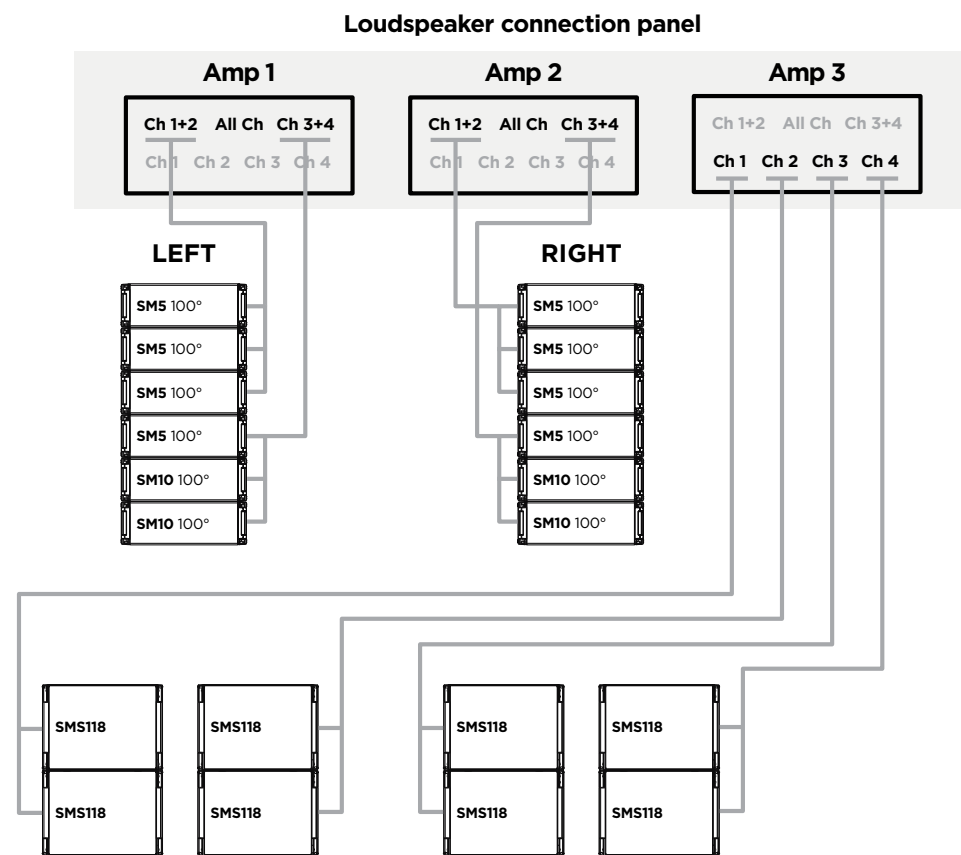 Loudspeaker connection panel
Amp 1 Amp 2 Amp 3
Ch 1+2 All Ch Ch 3+4
Ch 1 Ch 2 Ch 3 Ch 4
Ch 1+2 All Ch Ch 3+4
Ch 1 Ch 2 Ch 3 Ch 4
Ch 1+2 All Ch Ch 3+4
Ch 1 Ch 2 Ch 3 Ch 4
LEFT
SM5 100°
SM5 100°
SM5 100°
SM5 100°
SM10 100°
SM10 100°
RIGHT
SM5 100°
SM5 100°
SM5 100°
SM5 100°
SM10 100°
SM10 100°
SMS118 SMS118 SMS118 SMS118
SMS118 SMS118 SMS118 SMS118